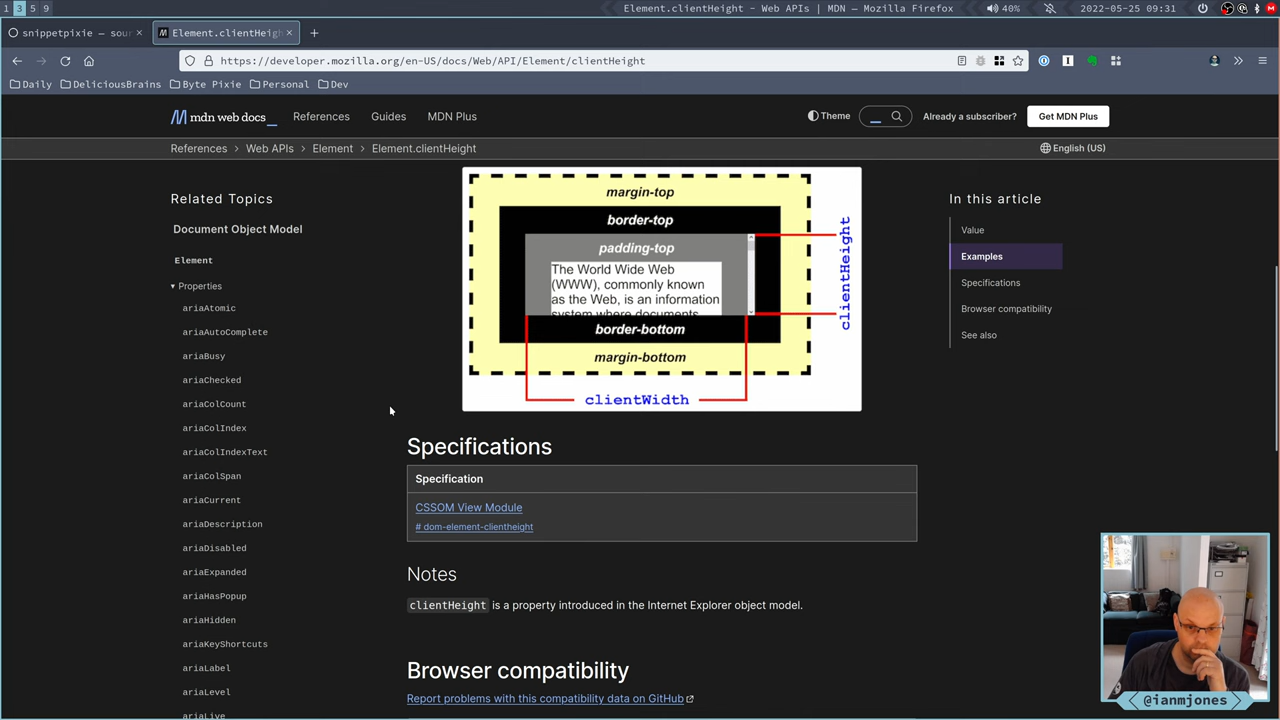 1 3 5 9
Element.clientHeight - Web APIs | MDN — Mozilla Firefox
40%
2022-05-25 09:31
snippetpixie — sour
Element.clientHeigh
https://developer.mozilla.org/en-US/docs/Web/API/Element/clientHeight
Daily
DeliciousBrains
Byte Pixie
Personal
Dev
mdn web docs_
References
Guides
MDN Plus
Theme
Already a subscriber?
Get MDN Plus
References > Web APIs > Element > Element.clientHeight
English (US)
Related Topics
Document Object Model
Element
Properties
ariaAtomic
ariaAutoComplete
ariaBusy
ariaChecked
ariaColCount
ariaColIndex
ariaColIndexText
ariaColSpan
ariaCurrent
ariaDescription
ariaDisabled
ariaExpanded
ariaHasPopup
ariaHidden
ariaKeyShortcuts
ariaLabel
ariaLevel
ariaLive
margin-top
border-top
padding-top
The World Wide Web
(WWW), commonly known
as the Web, is an information
system where documents
border-bottom
margin-bottom
clientWidth
clientHeight
Specifications
Specification
CSSOM View Module
# dom-element-clientheight
Notes
clientHeight is a property introduced in the Internet Explorer object model.
Browser compatibility
Report problems with this compatibility data on GitHub
In this article
Value
Examples
Specifications
Browser compatibility
See also
@ianmjones